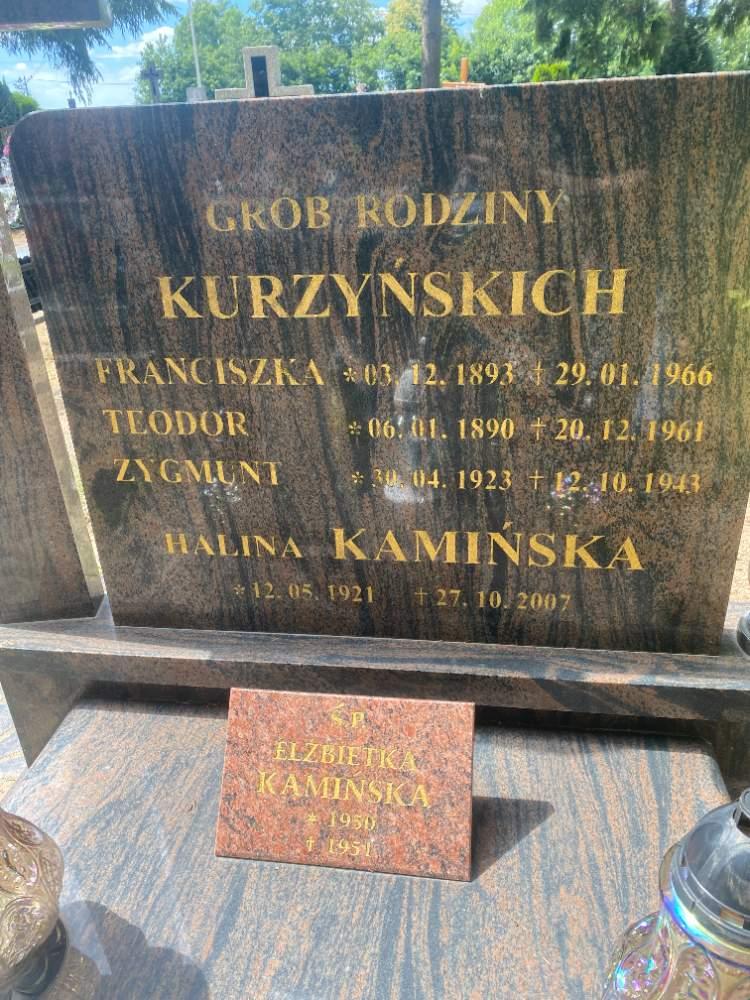 GRÓB RODZINY
KURZYŃSKICH
FRANCISZKA * 03. 12. 1893 † 29. 01. 1966
TEODOR * 06. 01. 1890 † 20. 12. 1961
ZYGMUNT * 30. 04. 1923 † 12. 10. 1943
HALINA KAMIŃSKA
* 12. 05. 1921 † 27. 10. 2007
Ś.P.
ELŻBIETKA
KAMIŃSKA
* 1950
† 1951